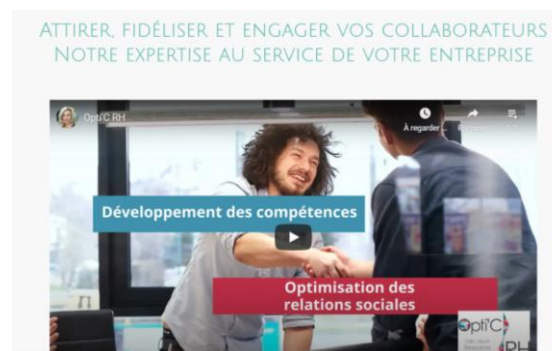 ATTIRER, FIDÉLISER ET ENGAGER VOS COLLABORATEURS
NOTRE EXPERTISE AU SERVICE DE VOTRE ENTREPRISE
Opti'C RH
À regarder ...
Développement des compétences
Optimisation des
relations sociales
Opti'C
RH